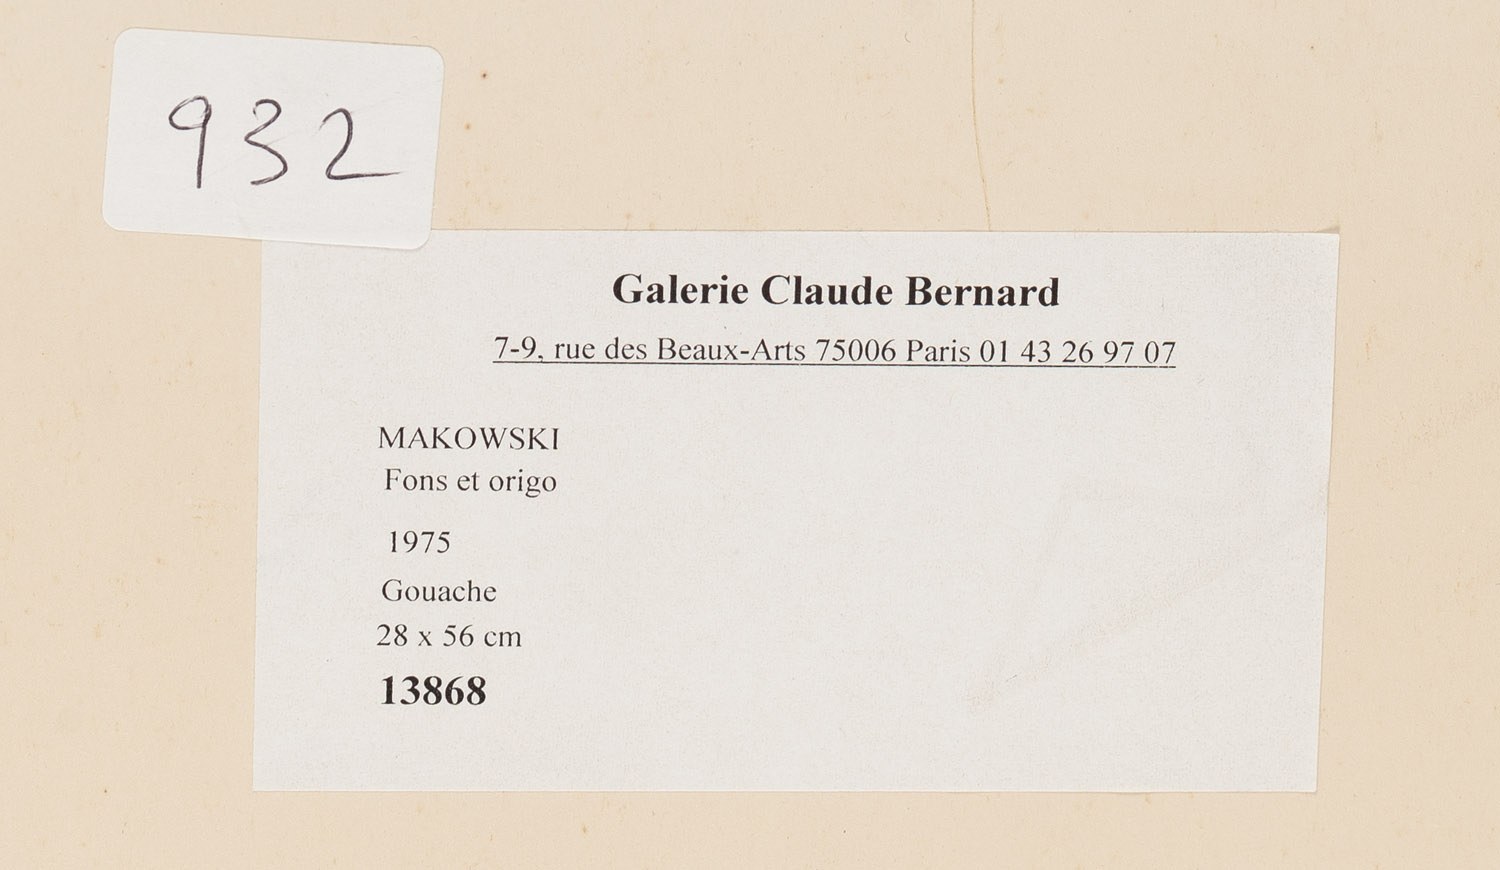 932
Galerie Claude Bernard
7-9, rue des Beaux-Arts 75006 Paris 01 43 26 97 07
MAKOWSKI
Fons et origo
1975
Gouache
28 x 56 cm
13868